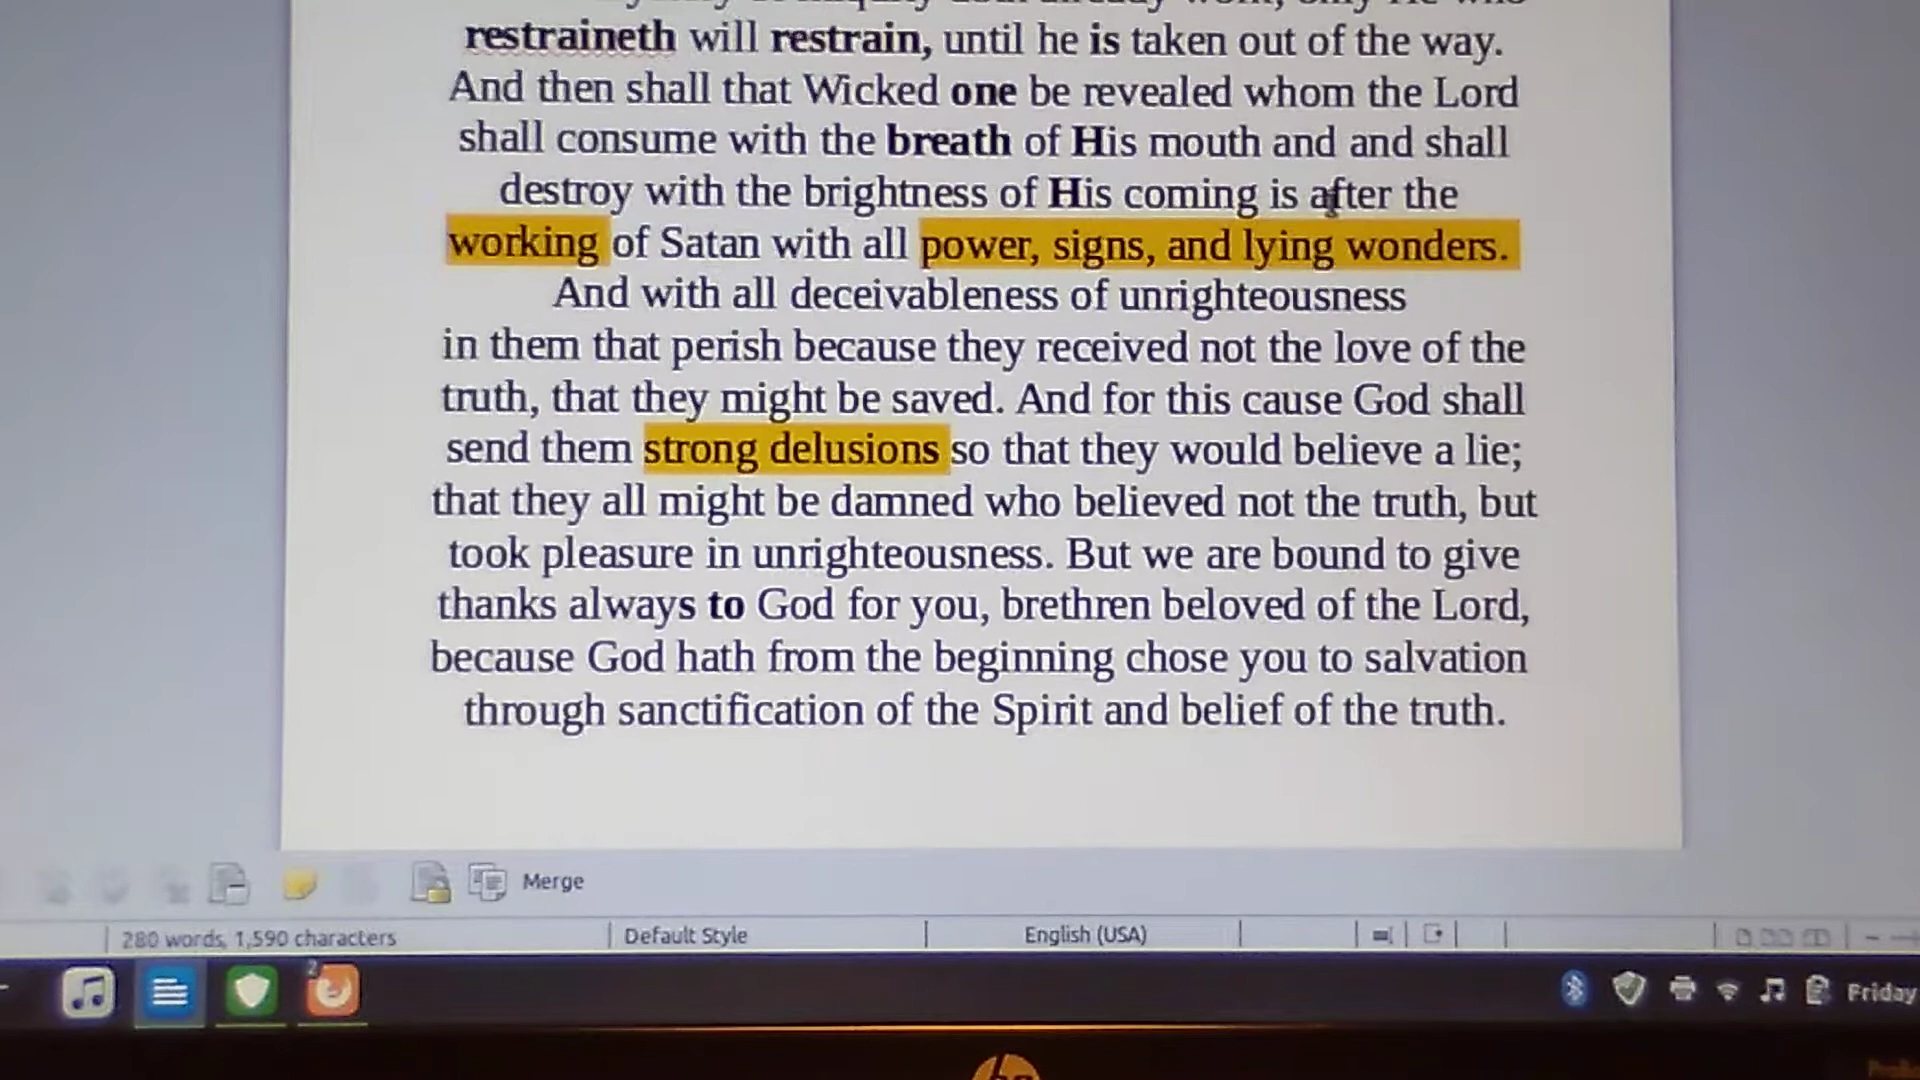 restraineth will restrain, until he is taken out of the way.
And then shall that Wicked one be revealed whom the Lord
shall consume with the breath of His mouth and and shall
destroy with the brightness of His coming is after the
working of Satan with all power, signs, and lying wonders.
And with all deceivableness of unrighteousness
in them that perish because they received not the love of the
truth, that they might be saved. And for this cause God shall
send them strong delusions so that they would believe a lie;
that they all might be damned who believed not the truth, but
took pleasure in unrighteousness. But we are bound to give
thanks always to God for you, brethren beloved of the Lord,
because God hath from the beginning chose you to salvation
through sanctification of the Spirit and belief of the truth.
Merge
280 words, 1,590 characters Default Style English (USA)
2
Friday
hp